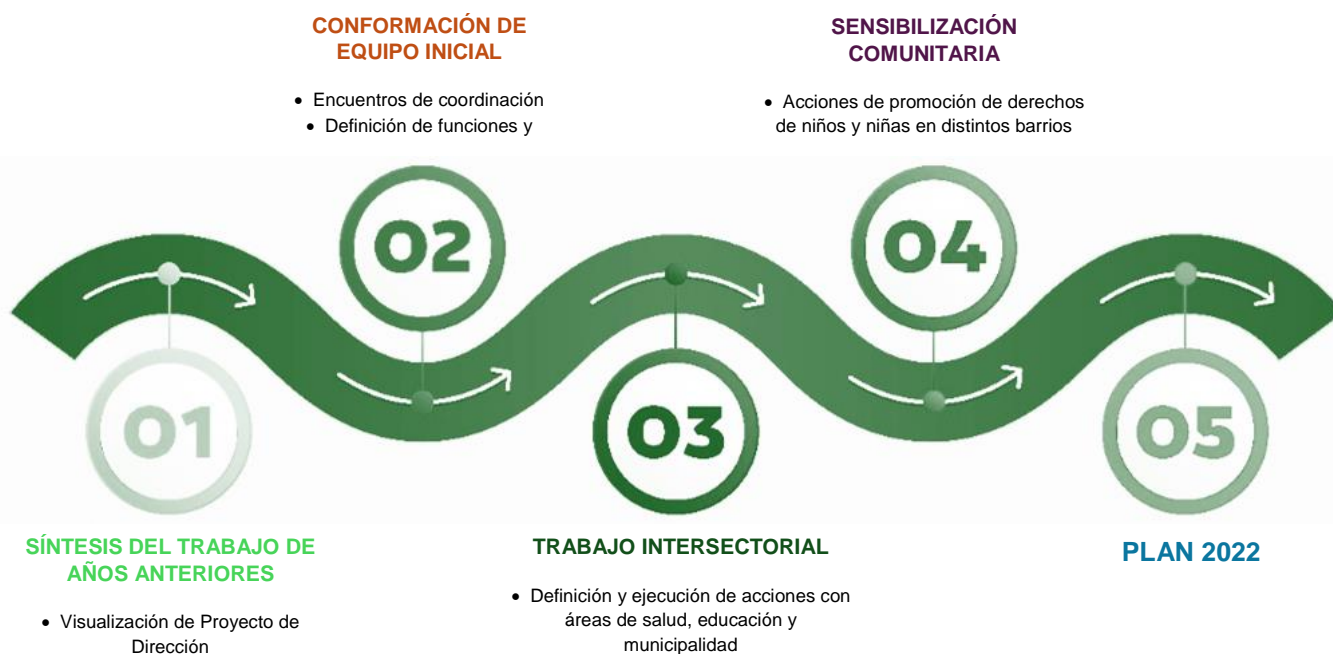 CONFORMACIÓN DE
EQUIPO INICIAL
• Encuentros de coordinación
• Definición de funciones y
SENSIBILIZACIÓN
COMUNITARIA
• Acciones de promoción de derechos
de niños y niñas en distintos barrios
02
04
01
03
05
SÍNTESIS DEL TRABAJO DE
AÑOS ANTERIORES
• Visualización de Proyecto de
Dirección
TRABAJO INTERSECTORIAL
• Definición y ejecución de acciones con
áreas de salud, educación y
municipalidad
PLAN 2022